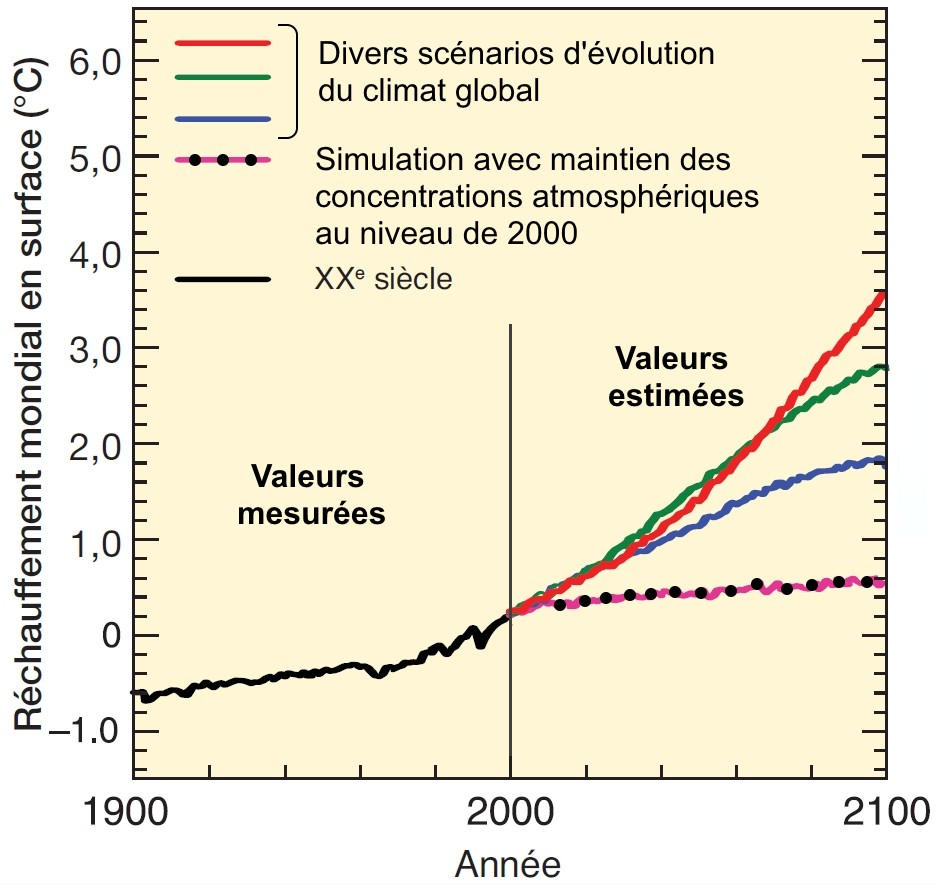 Réchauffement mondial en surface (°C)
6,0
5,0
4,0
3,0
2,0
1,0
0
–1.0
Divers scénarios d'évolution
du climat global
Simulation avec maintien des
concentrations atmosphériques
au niveau de 2000
XXe siècle
Valeurs
estimées
Valeurs
mesurées
1900
2000
2100
Année